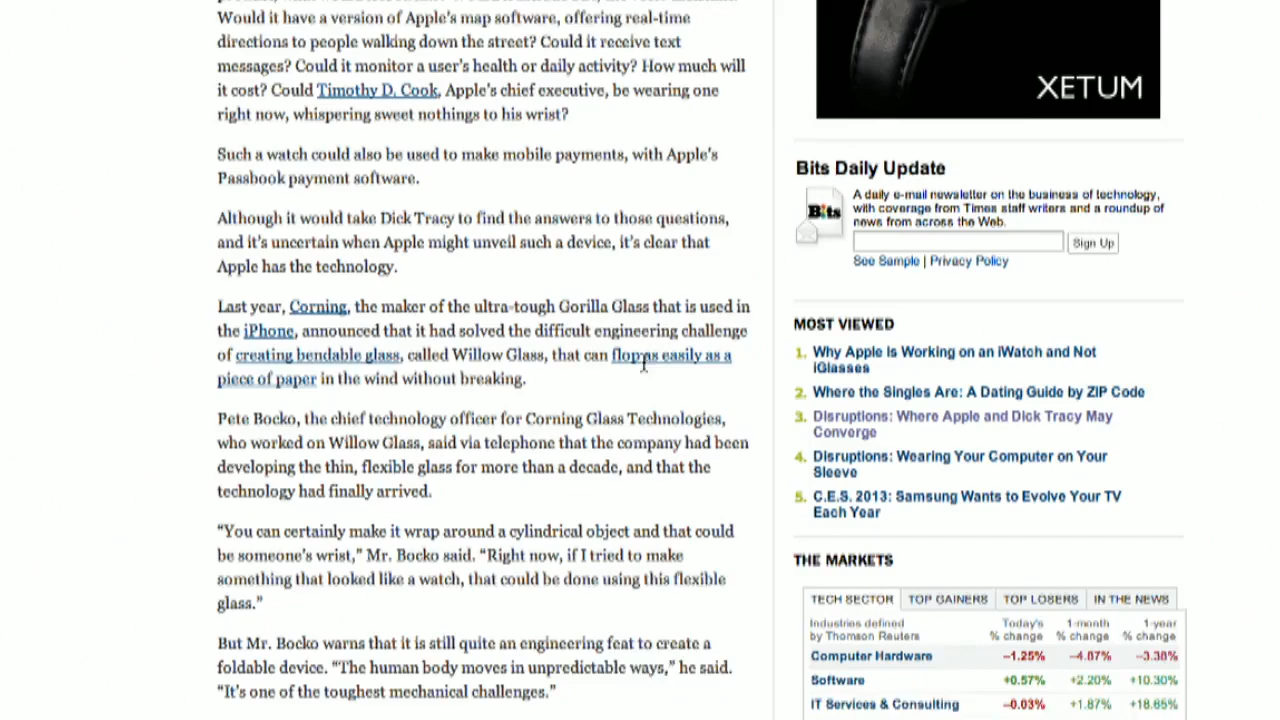 Would it have a version of Apple's map software, offering real-time
directions to people walking down the street? Could it receive text
messages? Could it monitor a user's health or daily activity? How much will
it cost? Could Timothy D. Cook, Apple's chief executive, be wearing one
right now, whispering sweet nothings to his wrist?
Such a watch could also be used to make mobile payments, with Apple's
Passbook payment software.
Although it would take Dick Tracy to find the answers to those questions,
and it's uncertain when Apple might unveil such a device, it's clear that
Apple has the technology.
Last year, Corning, the maker of the ultra-tough Gorilla Glass that is used in
the iPhone, announced that it had solved the difficult engineering challenge
of creating bendable glass, called Willow Glass, that can flop as easily as a
piece of paper in the wind without breaking.
Pete Bocko, the chief technology officer for Corning Glass Technologies,
who worked on Willow Glass, said via telephone that the company had been
developing the thin, flexible glass for more than a decade, and that the
technology had finally arrived.
“You can certainly make it wrap around a cylindrical object and that could
be someone's wrist,” Mr. Bocko said. “Right now, if I tried to make
something that looked like a watch, that could be done using this flexible
glass.”
But Mr. Bocko warns that it is still quite an engineering feat to create a
foldable device. “The human body moves in unpredictable ways,” he said.
“It's one of the toughest mechanical challenges.”
XETUM
Bits Daily Update
Bits
A daily e-mail newsletter on the business of technology,
with coverage from Times staff writers and a roundup of
news from across the Web.
Sign Up
See Sample | Privacy Policy
MOST VIEWED
1. Why Apple Is Working on an iWatch and Not
iGlasses
2. Where the Singles Are: A Dating Guide by ZIP Code
3. Disruptions: Where Apple and Dick Tracy May
Converge
4. Disruptions: Wearing Your Computer on Your
Sleeve
5. C.E.S. 2013: Samsung Wants to Evolve Your TV
Each Year
THE MARKETS
TECH SECTOR TOP GAINERS TOP LOSERS IN THE NEWS
Industries defined Today's 1-month 1-year
by Thomson Reuters % change % change % change
Computer Hardware –1.25% –4.87% –3.38%
Software +0.57% +2.20% +10.30%
IT Services & Consulting –0.03% +1.87% +18.65%